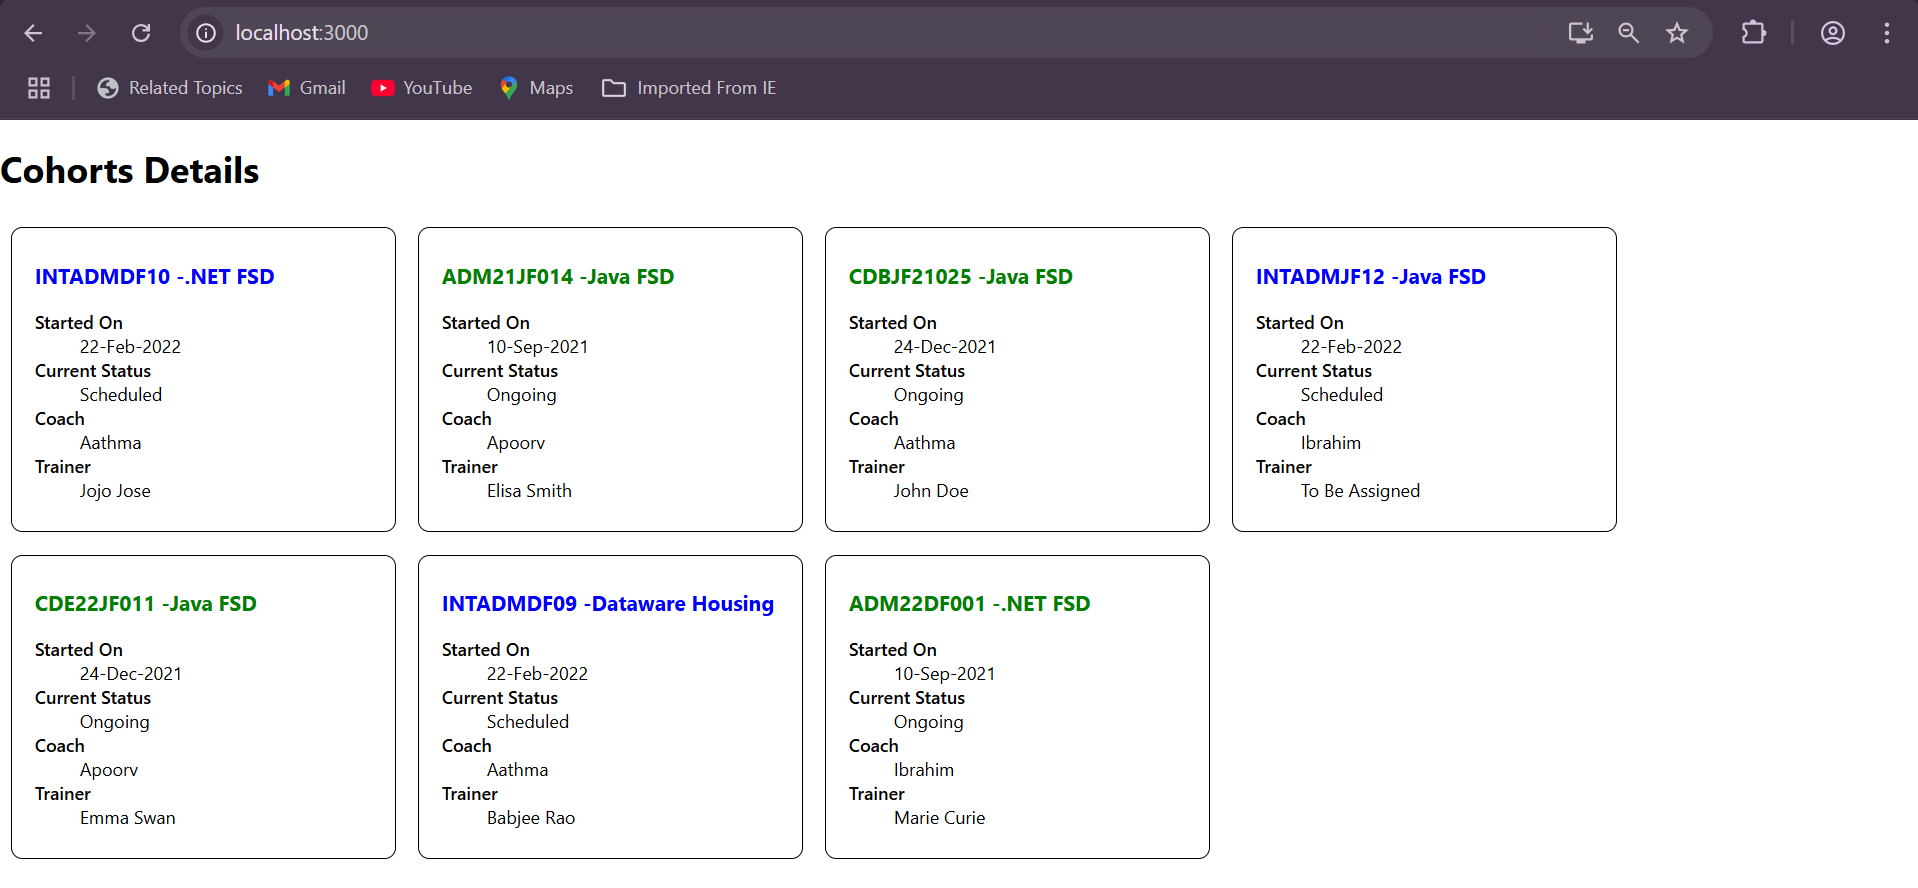 localhost:3000
Related Topics Gmail YouTube Maps Imported From IE
Cohorts Details
INTADMDF10 -.NET FSD
Started On
22-Feb-2022
Current Status
Scheduled
Coach
Aathma
Trainer
Jojo Jose
ADM21JF014 -Java FSD
Started On
10-Sep-2021
Current Status
Ongoing
Coach
Apoorv
Trainer
Elisa Smith
CDBJF21025 -Java FSD
Started On
24-Dec-2021
Current Status
Ongoing
Coach
Aathma
Trainer
John Doe
INTADMJF12 -Java FSD
Started On
22-Feb-2022
Current Status
Scheduled
Coach
Ibrahim
Trainer
To Be Assigned
CDE22JF011 -Java FSD
Started On
24-Dec-2021
Current Status
Ongoing
Coach
Apoorv
Trainer
Emma Swan
INTADMDF09 -Dataware Housing
Started On
22-Feb-2022
Current Status
Scheduled
Coach
Aathma
Trainer
Babjee Rao
ADM22DF001 -.NET FSD
Started On
10-Sep-2021
Current Status
Ongoing
Coach
Ibrahim
Trainer
Marie Curie